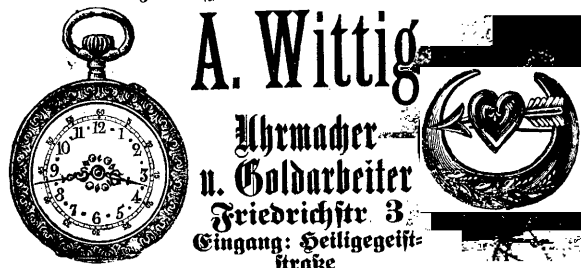 A. Wittig
Uhrmacher
u. Goldarbeiter
Friedrichstr 3
Eingang: Heiligegeist-
straße